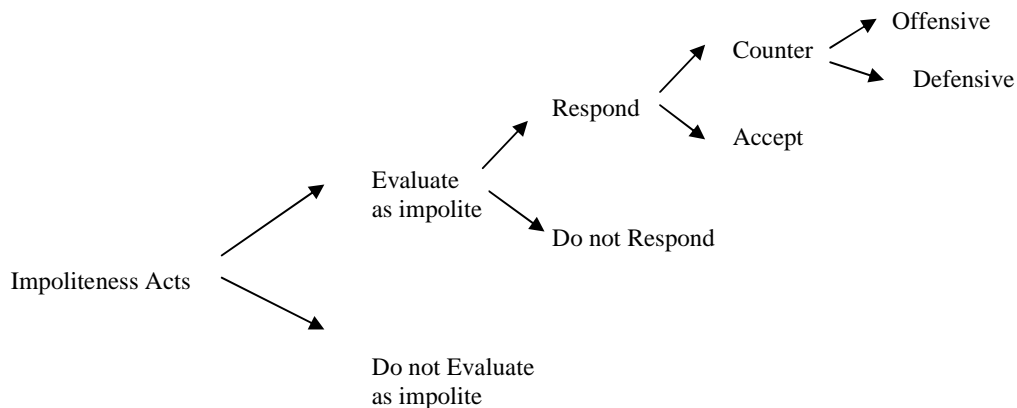 Offensive
Counter
Defensive
Respond
Accept
Evaluate
as impolite
Do not Respond
Impoliteness Acts
Do not Evaluate
as impolite